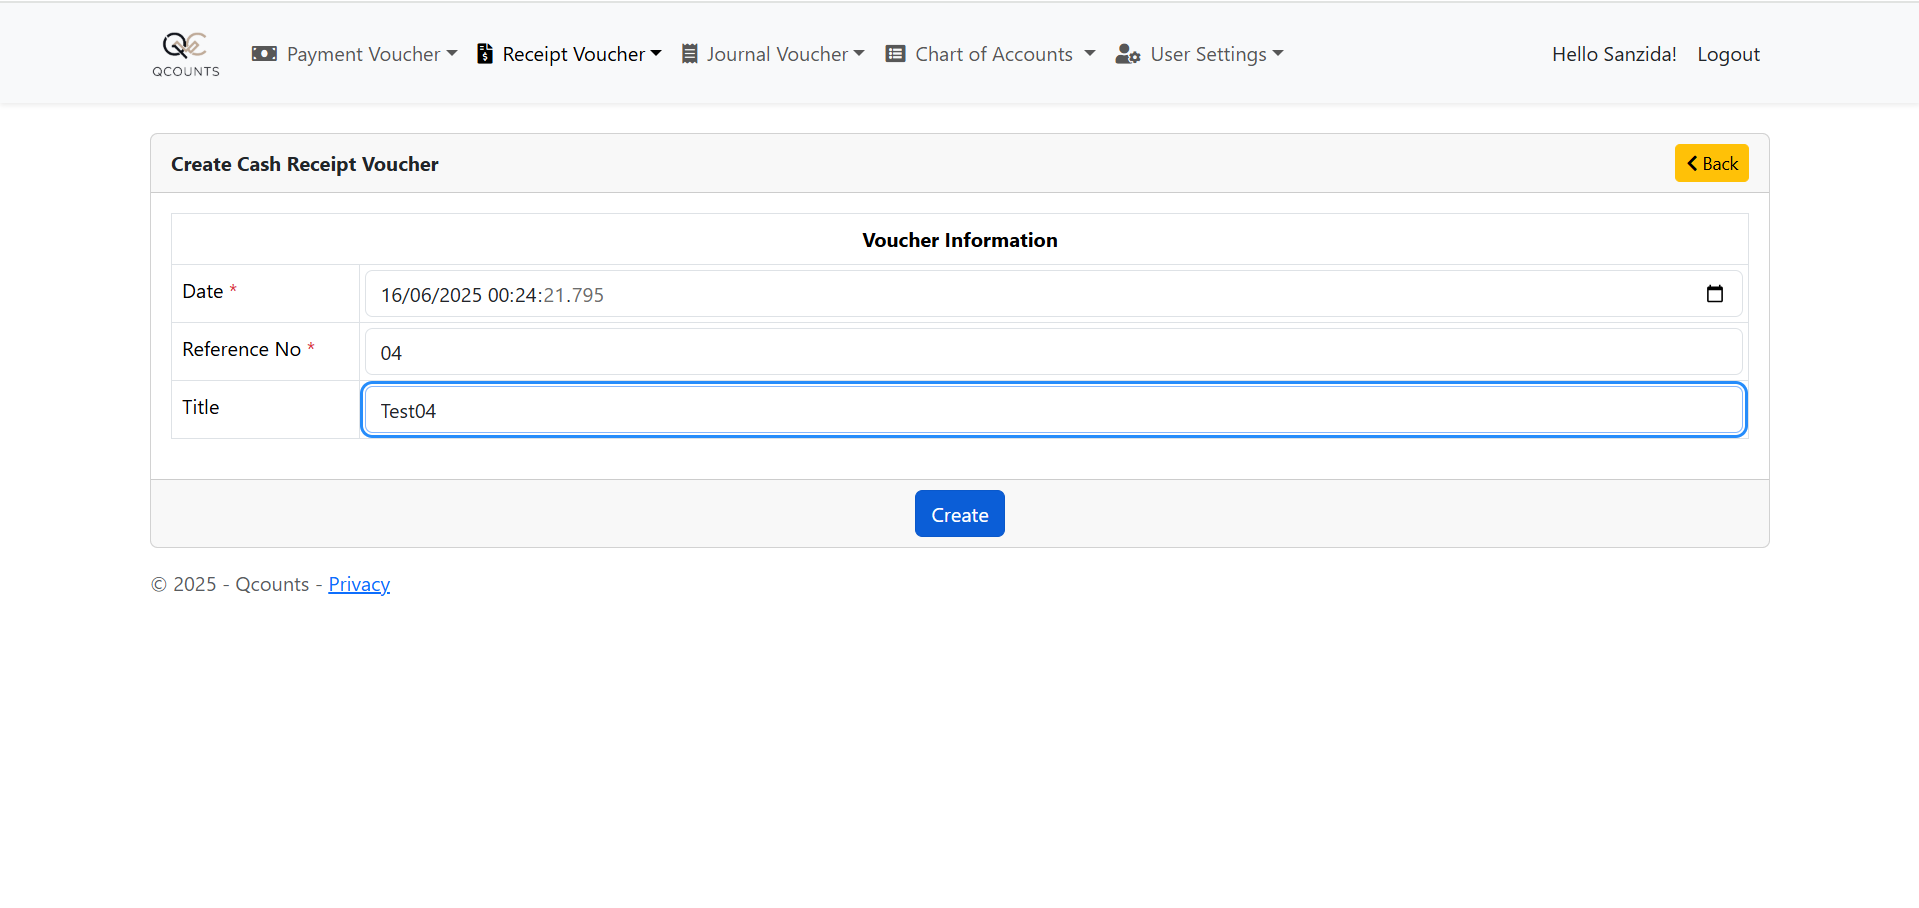 QCOUNTS Payment Voucher Receipt Voucher Journal Voucher Chart of Accounts User Settings Hello Sanzida! Logout
Create Cash Receipt Voucher Back
Voucher Information
Date * 16/06/2025 00:24:21.795
Reference No * 04
Title Test04
Create
© 2025 - Qcounts - Privacy